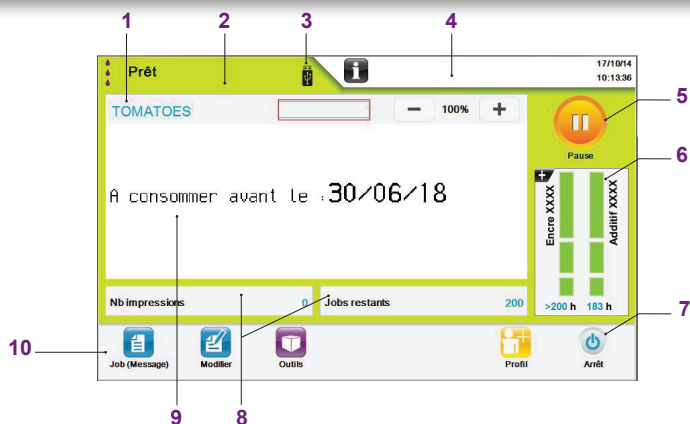 1 2 3 4
Prêt
17/10/14
10:13:36
TOMATOES
100%
5
Pause
6
A consommer avant le : 30/06/18
Encre XXXX
Additif XXXX
Nb impressions 0
Jobs restants 200
>200 h 183 h
7
10
Job (Message)
Modifier
Outils
Profil
Arrêt
9 8